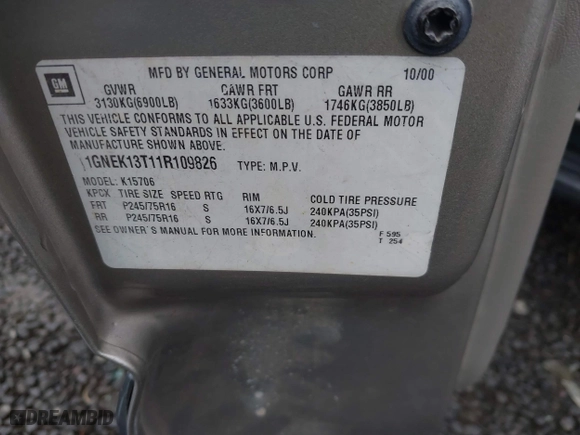 GM
MFD BY GENERAL MOTORS CORP 10/00
GVWR GAWR FRT GAWR RR
3130KG(6900LB) 1633KG(3600LB) 1746KG(3850LB)
THIS VEHICLE CONFORMS TO ALL APPLICABLE U.S. FEDERAL MOTOR
VEHICLE SAFETY STANDARDS IN EFFECT ON THE DATE OF
MANUFACTURE SHOWN ABOVE.
1GNEK13T11R109826 TYPE: M.P.V.
MODEL: K15706
KPCX TIRE SIZE SPEED RTG RIM COLD TIRE PRESSURE
FRT P245/75R16 S 16X7/6.5J 240KPA(35PSI)
RR P245/75R16 S 16X7/6.5J 240KPA(35PSI)
SEE OWNER'S MANUAL FOR MORE INFORMATION.
F 595
T 254
DREAMBID